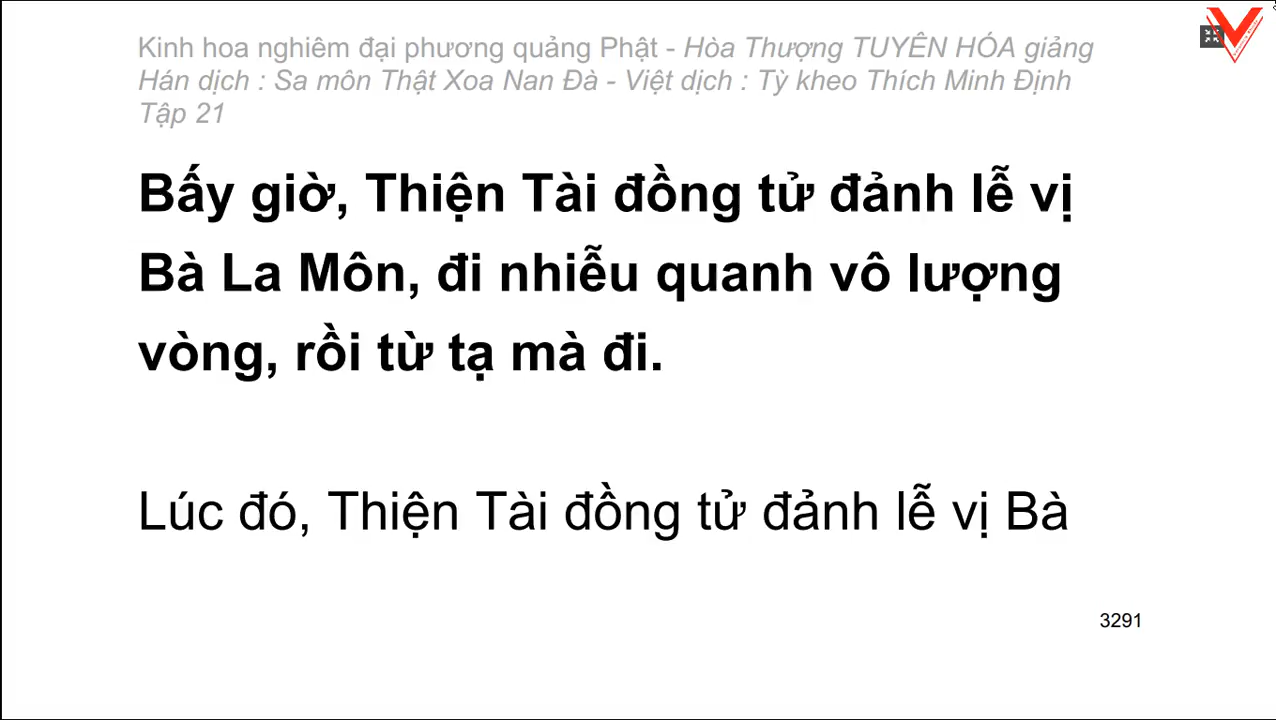 Kinh hoa nghiêm đại phương quảng Phật - Hòa Thượng TUYÊN HÓA giảng
Hán dịch : Sa môn Thật Xoa Nan Đà - Việt dịch : Tỳ kheo Thích Minh Định
Tập 21
Bấy giờ, Thiện Tài đồng tử đảnh lễ vị
Bà La Môn, đi nhiễu quanh vô lượng
vòng, rồi từ tạ mà đi.
Lúc đó, Thiện Tài đồng tử đảnh lễ vị Bà
3291